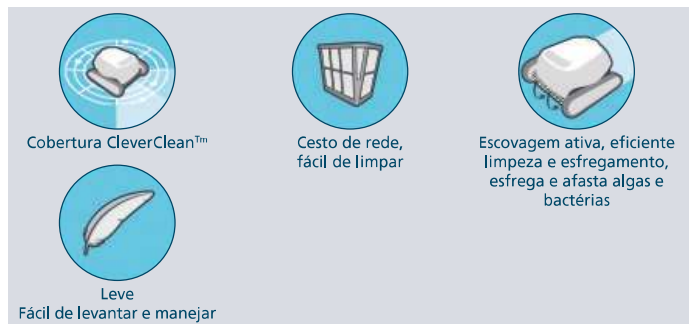 Cobertura CleverClean™
Cesto de rede,
fácil de limpar
Escovagem ativa, eficiente
limpeza e esfregamento,
esfrega e afasta algas e
bactérias
Leve
Fácil de levantar e manejar